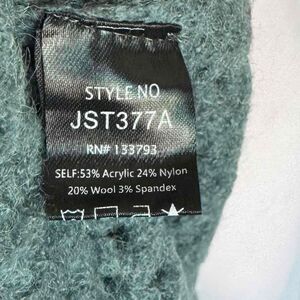 STYLE NO
JST377A
RN# 133793
SELF:53% Acrylic 24% Nylon
20% Wool 3% Spandex